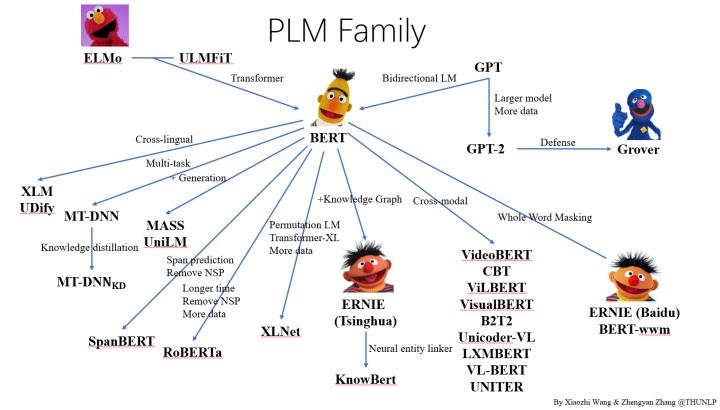 PLM Family
ELMo
ULMFiT
GPT
Transformer
Bidirectional LM
Larger model
More data
BERT
GPT-2
Defense
Grover
Cross-lingual
Multi-task
+ Generation
XLM
UDify
MT-DNN
MASS
UniLM
Knowledge distillation
MT-DNNKD
Permutation LM
Transformer-XL
More data
+Knowledge Graph
Cross-modal
Whole Word Masking
Span prediction
Remove NSP
Longer time
Remove NSP
More data
SpanBERT
RoBERTa
XLNet
ERNIE
(Tsinghua)
Neural entity linker
KnowBert
VideoBERT
CBT
ViLBERT
VisualBERT
B2T2
Unicoder-VL
LXMBERT
VL-BERT
UNITER
ERNIE (Baidu)
BERT-wwm
By Xiaozhi Wang & Zhengyan Zhang @THUNLP